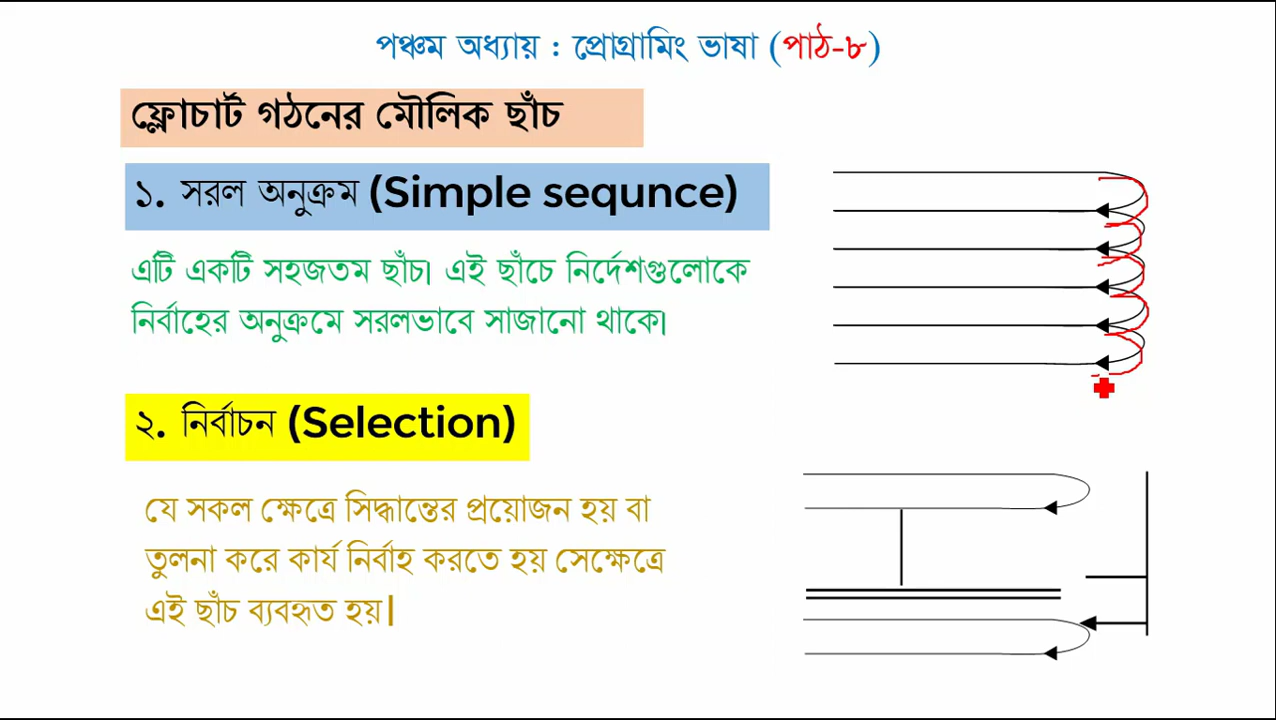 পঞ্চম অধ্যায় : প্রোগ্রামিং ভাষা (পাঠ-৮)
ফ্লোচার্ট গঠনের মৌলিক ছাঁচ
১. সরল অনুক্রম (Simple sequnce)
এটি একটি সহজতম ছাঁচ। এই ছাঁচে নির্দেশগুলোকে
নির্বাহের অনুক্রমে সরলভাবে সাজানো থাকে।
২. নির্বাচন (Selection)
যে সকল ক্ষেত্রে সিদ্ধান্তের প্রয়োজন হয় বা
তুলনা করে কার্য নির্বাহ করতে হয় সেক্ষেত্রে
এই ছাঁচ ব্যবহৃত হয়।